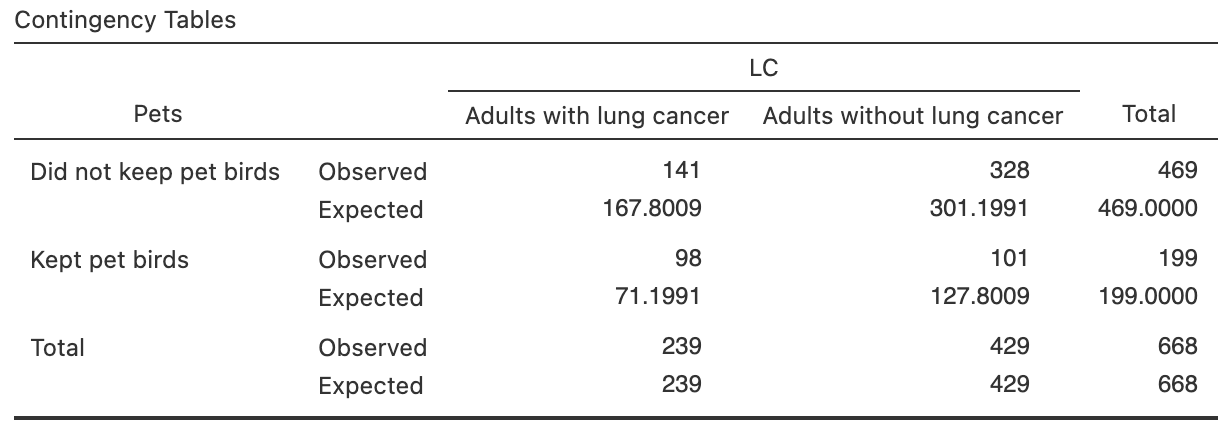 Contingency Tables
LC
Pets Adults with lung cancer Adults without lung cancer Total
Did not keep pet birds Observed 141 328 469
Expected 167.8009 301.1991 469.0000
Kept pet birds Observed 98 101 199
Expected 71.1991 127.8009 199.0000
Total Observed 239 429 668
Expected 239 429 668